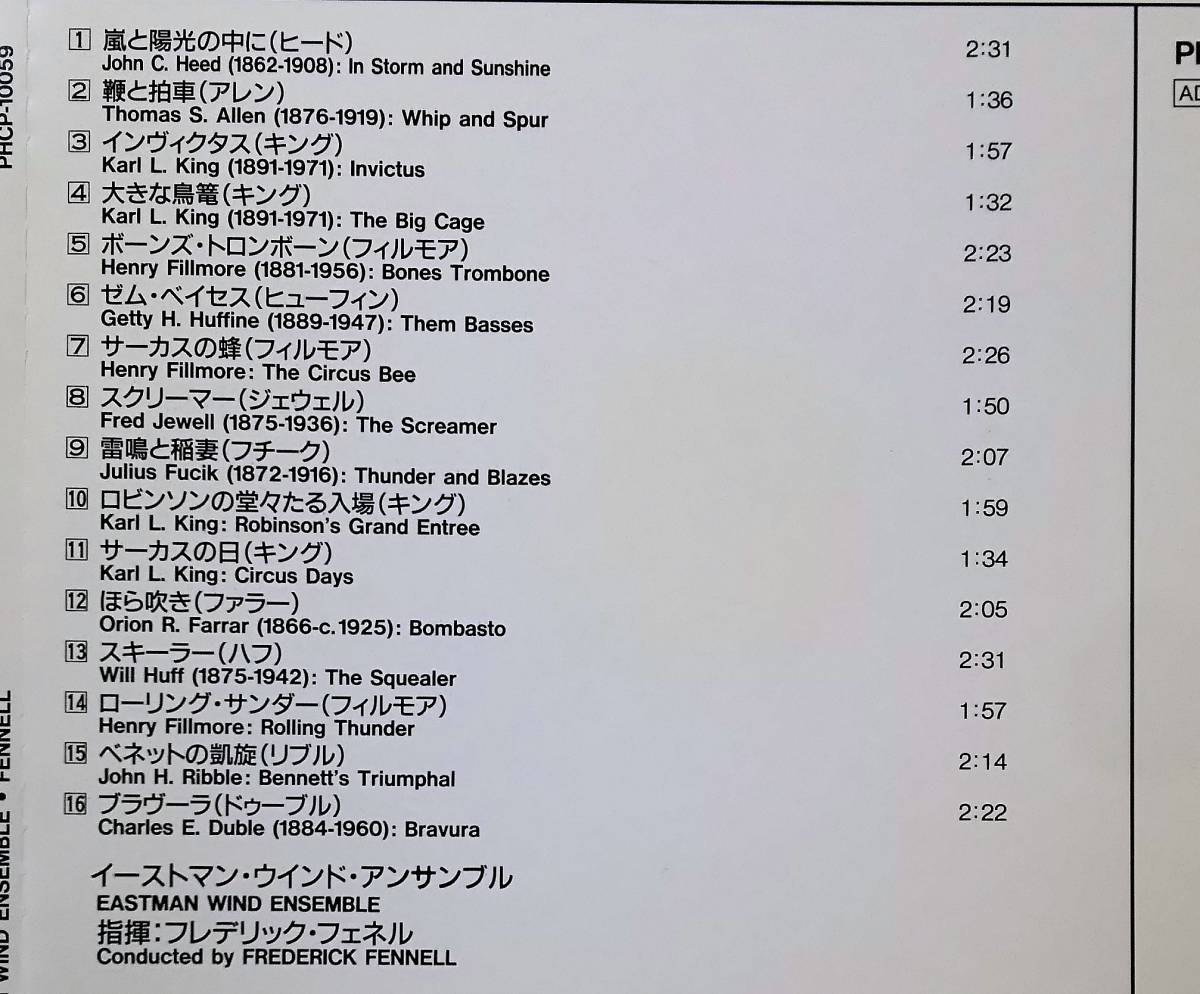 1 嵐と陽光の中に(ヒード) 2:31
John C. Heed (1862-1908): In Storm and Sunshine
2 鞭と拍車(アレン) 1:36
Thomas S. Allen (1876-1919): Whip and Spur
3 インヴィクタス(キング) 1:57
Karl L. King (1891-1971): Invictus
4 大きな鳥篭(キング) 1:32
Karl L. King (1891-1971): The Big Cage
5 ボーンズ・トロンボーン(フィルモア) 2:23
Henry Fillmore (1881-1956): Bones Trombone
6 ゼム・ベイセス(ヒューフィン) 2:19
Getty H. Huffine (1889-1947): Them Basses
7 サーカスの蜂(フィルモア) 2:26
Henry Fillmore: The Circus Bee
8 スクリーマー(ジェウェル) 1:50
Fred Jewell (1875-1936): The Screamer
9 雷鳴と稲妻(フチーク) 2:07
Julius Fucik (1872-1916): Thunder and Blazes
10 ロビンソンの堂々たる入場(キング) 1:59
Karl L. King: Robinson's Grand Entree
11 サーカスの日(キング) 1:34
Karl L. King: Circus Days
12 ほら吹き(ファラー) 2:05
Orion R. Farrar (1866-c.1925): Bombasto
13 スキーラー(ハフ) 2:31
Will Huff (1875-1942): The Squealer
14 ローリング・サンダー(フィルモア) 1:57
Henry Fillmore: Rolling Thunder
15 ベネットの凱旋(リブル) 2:14
John H. Ribble: Bennett's Triumphal
16 ブラヴーラ(ドゥーブル) 2:22
Charles E. Duble (1884-1960): Bravura
イーストマン・ウインド・アンサンブル
EASTMAN WIND ENSEMBLE
指揮:フレデリック・フェネル
Conducted by FREDERICK FENNELL
PHCP-10059
WIND ENSEMBLE • FENNELL